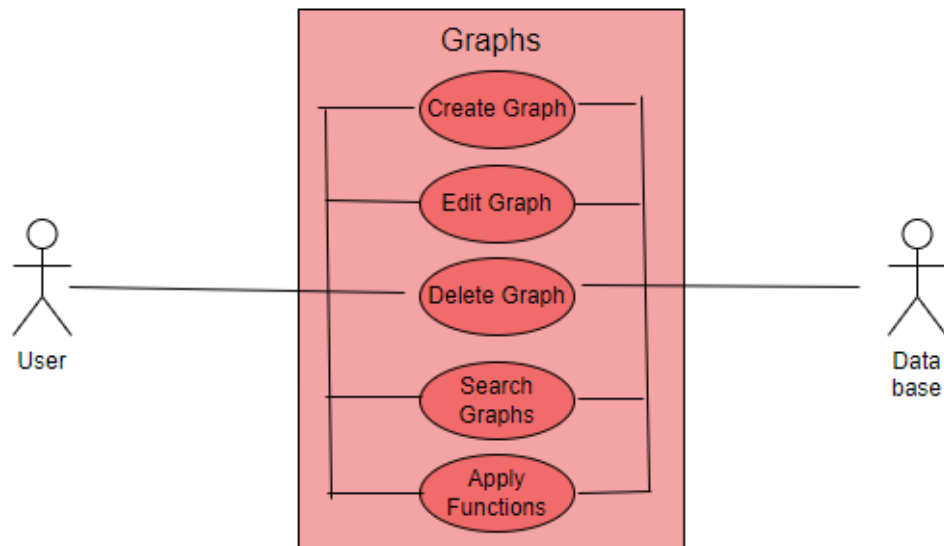 Graphs
Create Graph
Edit Graph
Delete Graph
Search
Graphs
Apply
Functions
User
Data
base